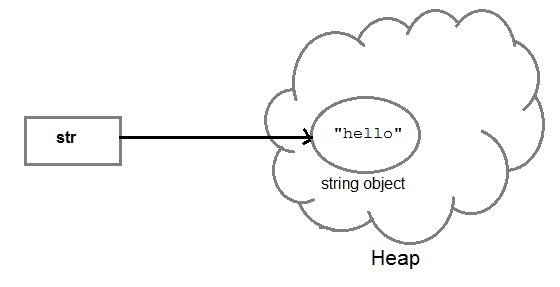 str
"hello"
string object
Heap